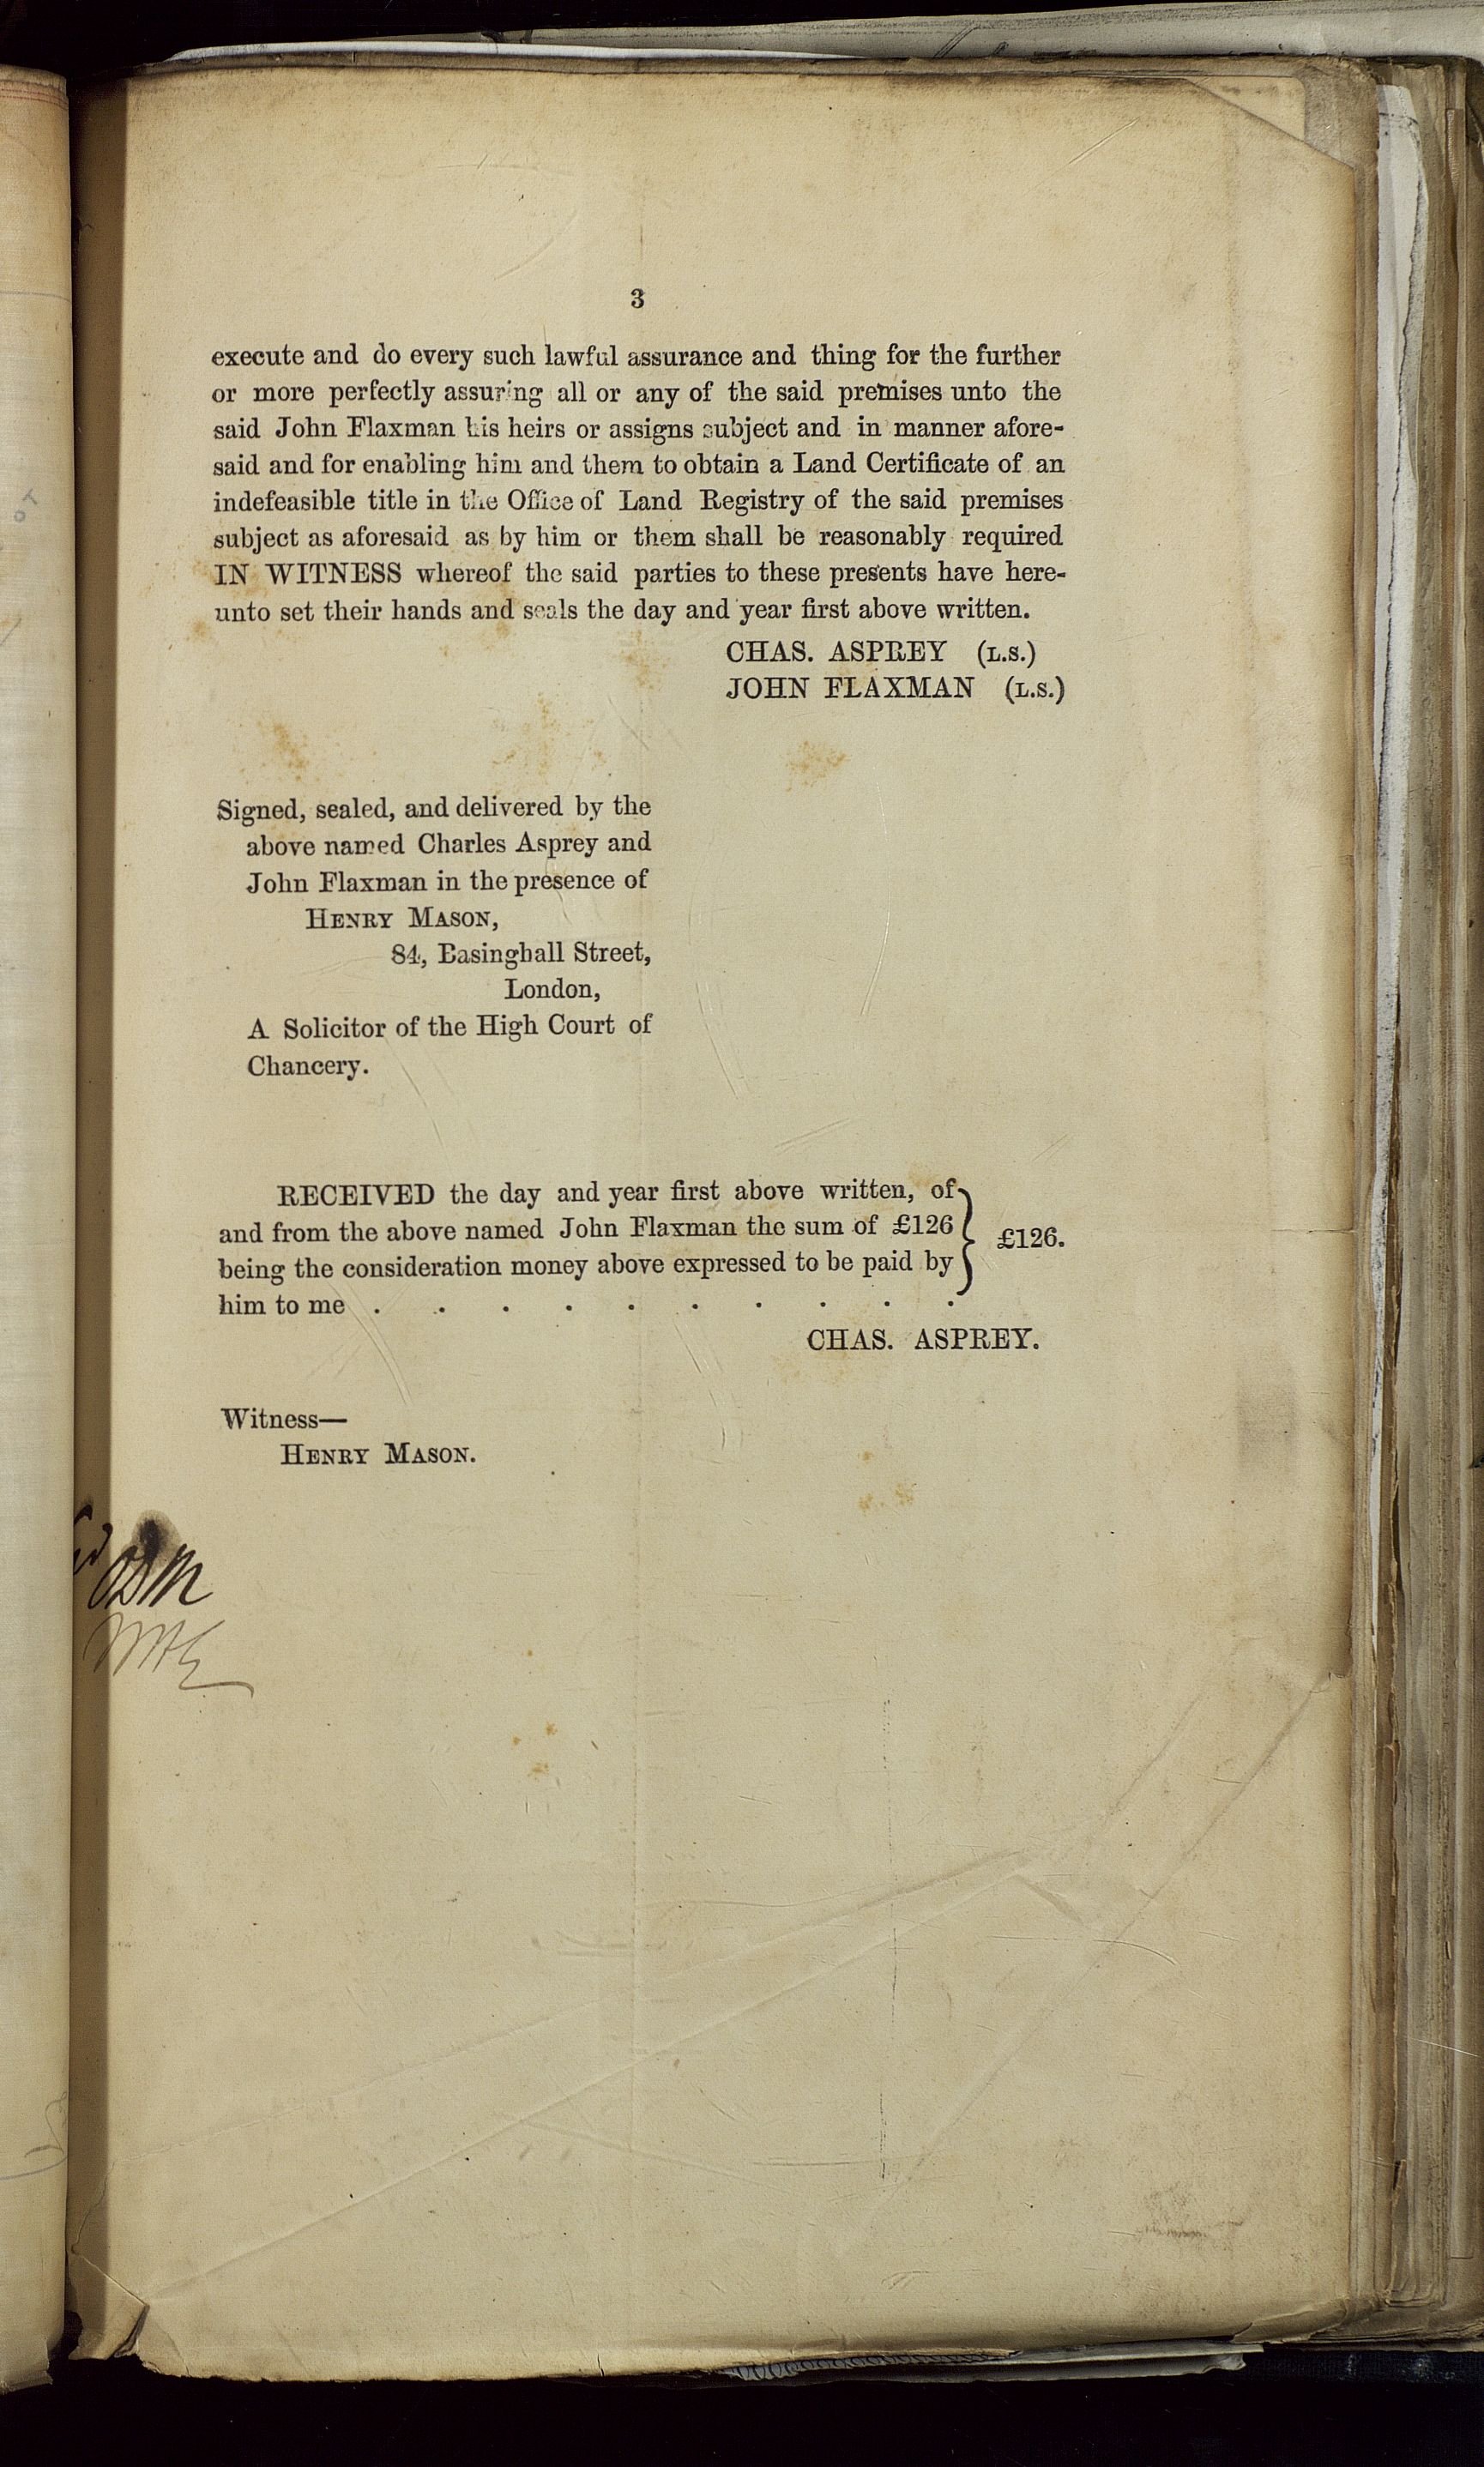 3
execute and do every such lawful assurance and thing for the further
or more perfectly assuring all or any of the said premises unto the
said John Flaxman his heirs or assigns subject and in manner afore-
said and for enabling him and them to obtain a Land Certificate of an
indefeasible title in the Office of Land Registry of the said premises
subject as aforesaid as by him or them shall be reasonably required
IN WITNESS whereof the said parties to these presents have here-
unto set their hands and seals the day and year first above written.
CHAS. ASPREY (L.S.)
JOHN FLAXMAN (L.S.)
Signed, sealed, and delivered by the
above named Charles Asprey and
John Flaxman in the presence of
HENRY MASON,
84, Basinghall Street,
London,
A Solicitor of the High Court of
Chancery.
RECEIVED the day and year first above written, of
and from the above named John Flaxman the sum of £126
being the consideration money above expressed to be paid by
him to me . . . . . . . . . .
£126.
CHAS. ASPREY.
Witness—
HENRY MASON.